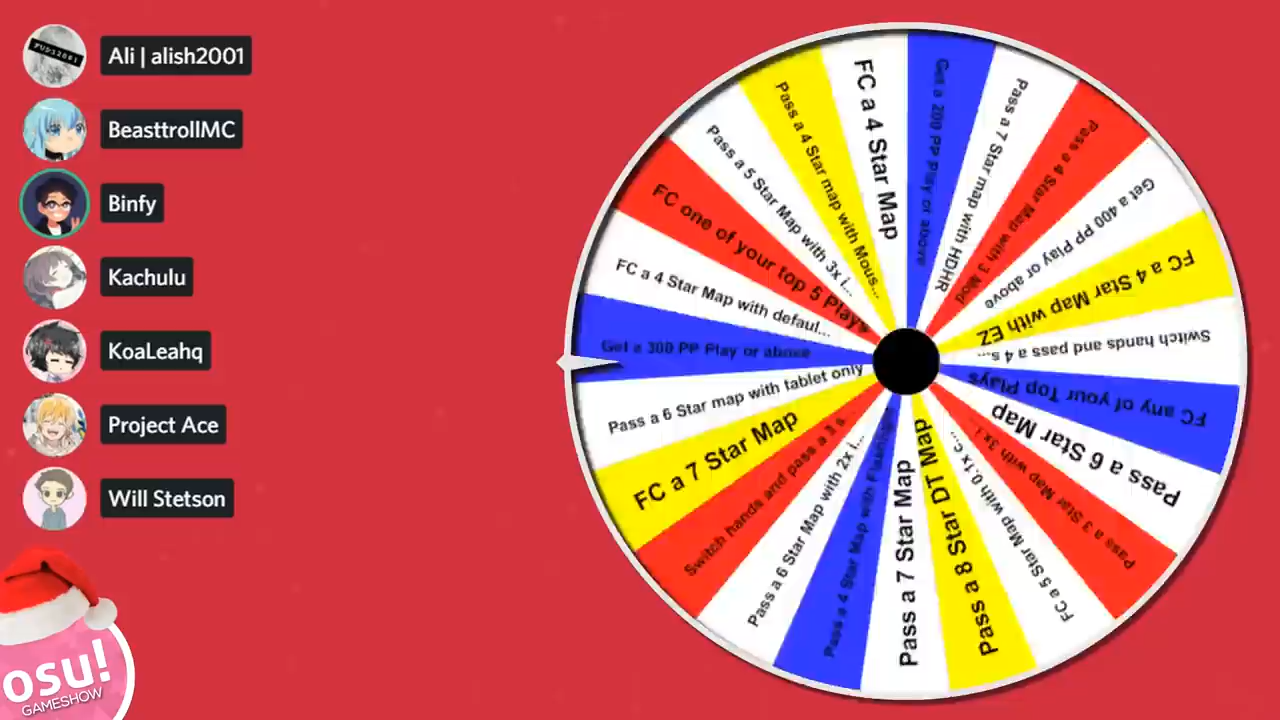 Ali | alish2001
BeasttrollMC
Binfy
Kachulu
KoaLeahq
Project Ace
Will Stetson
osu!
GAMESHOW
FC a 4 Star Map
Get a 200 PP Play or above
Pass a 7 Star map with HDHR
Pass a 4 Star Map with 3 Mod
Get a 400 PP Play or above
FC a 4 Star Map with EZ
Switch hands and pass a 4 s...
FC any of your Top Plays
Pass a 6 Star Map
Pass a 3 Star Map with 3x
FC a 5 Star Map with 0.1x c...
Pass a 8 Star DT Map
Pass a 7 Star Map
Pass a 4 Star Map with
Pass a 6 Star Map with 2x i...
Switch hands and pass a 3 s
FC a 7 Star Map
Pass a 6 Star map with tablet only
Get a 300 PP Play or above
FC a 4 Star Map with defaul...
FC one of your top 5 Plays
Pass a 5 Star Map with 3x i...
Pass a 4 Star map with Mous...